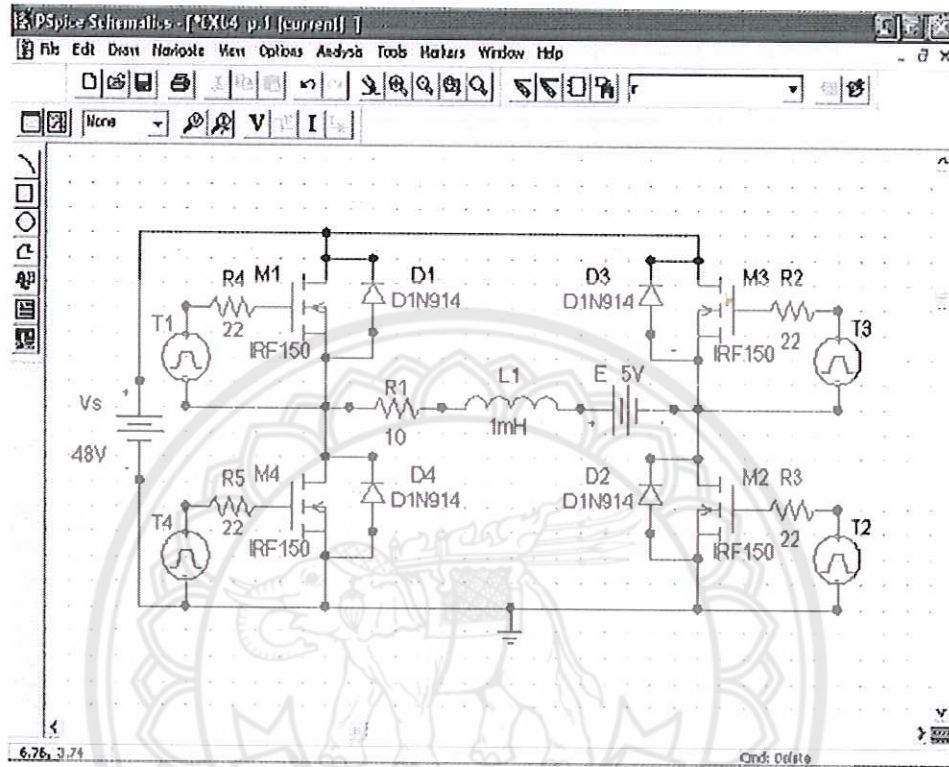 PSpice Schematics - [*CX04 p.1 (current) ]
File Edit Draw Navigate View Options Analysis Tools Markers Window Help
r
None V I
M1 D1 D3 M3 R2
R4 D1N914 D1N914
T1 22 22 T3
IRF150 IRF150
R1 L1 E 5V
Vs 10 1mH
48V
R5 M4 D4 D2 M2 R3
D1N914 D1N914
T4 22 22 T2
IRF150 IRF150
6.76, 3.74 Cmd: Delete